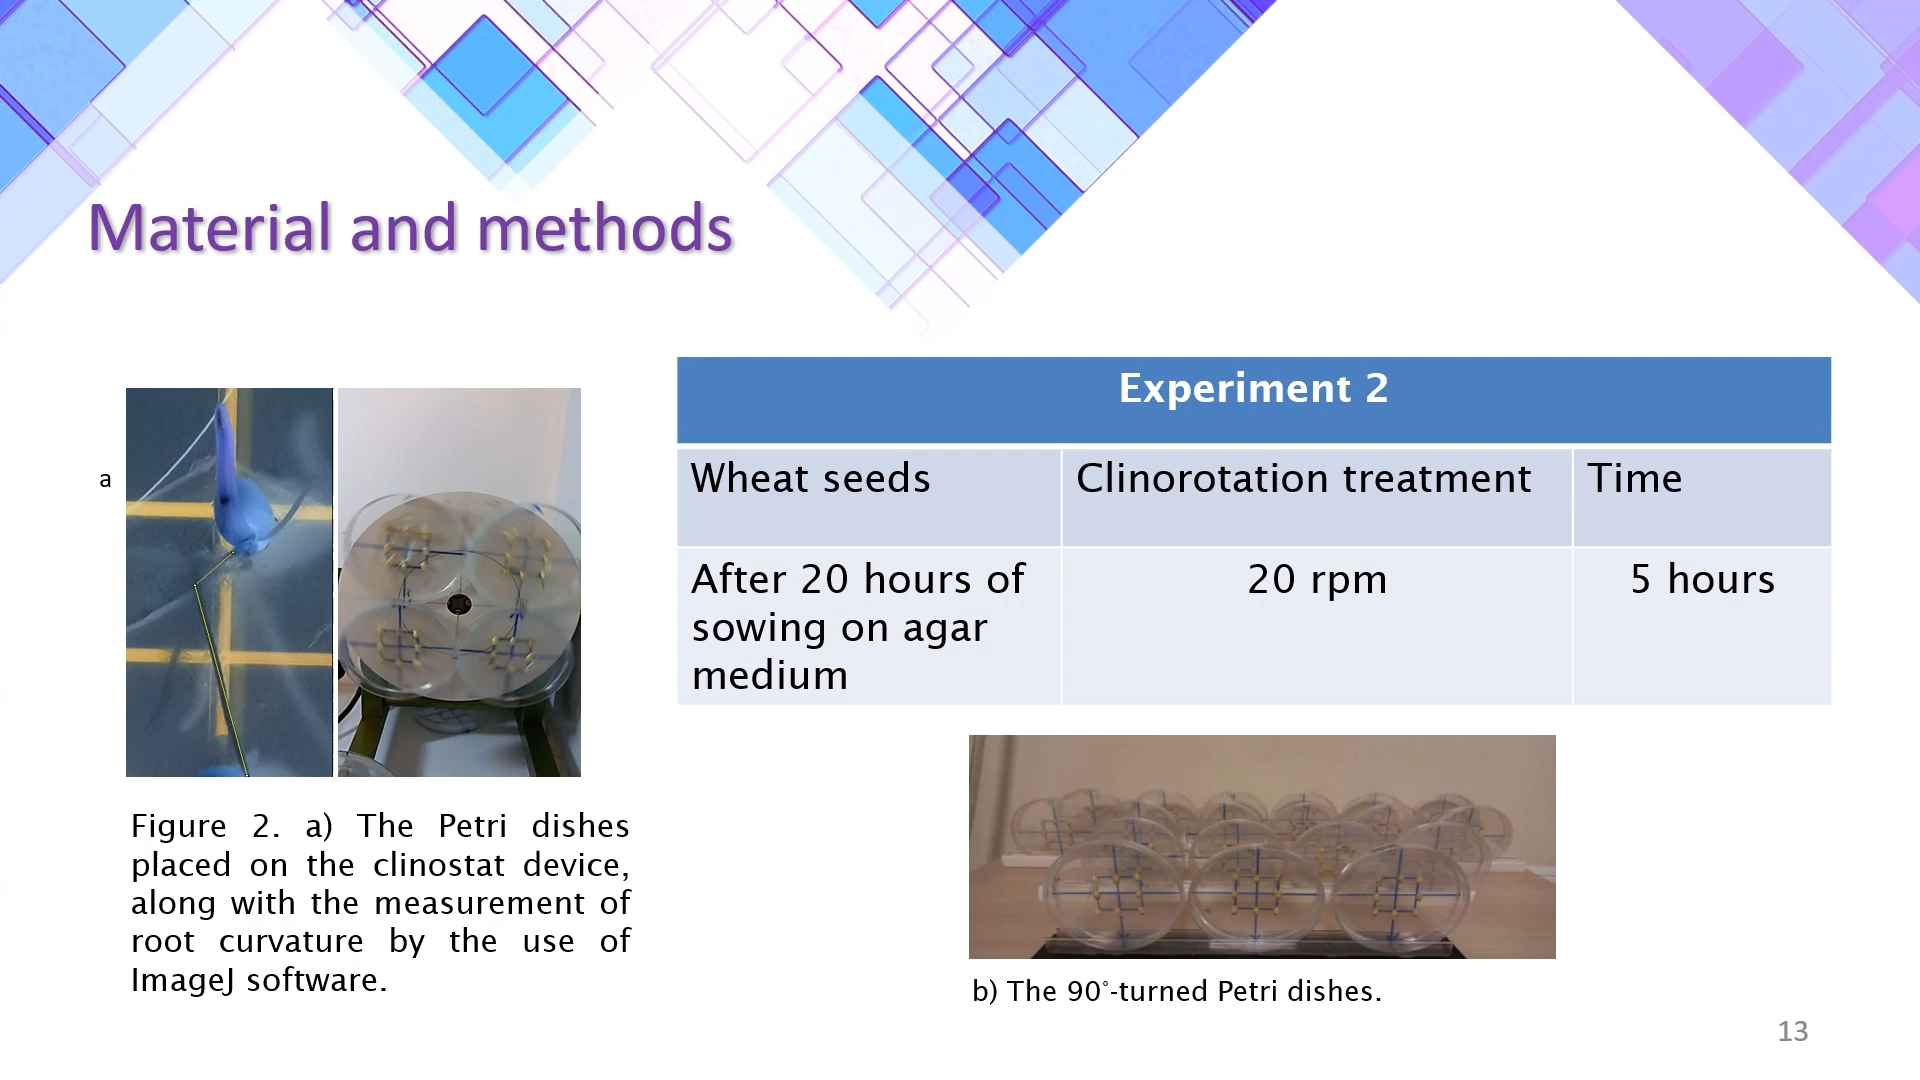 Material and methods
Experiment 2
Wheat seeds
Clinorotation treatment
Time
After 20 hours of
sowing on agar
medium
20 rpm
5 hours
a
Figure 2. a) The Petri dishes
placed on the clinostat device,
along with the measurement of
root curvature by the use of
ImageJ software.
b) The 90°-turned Petri dishes.
13